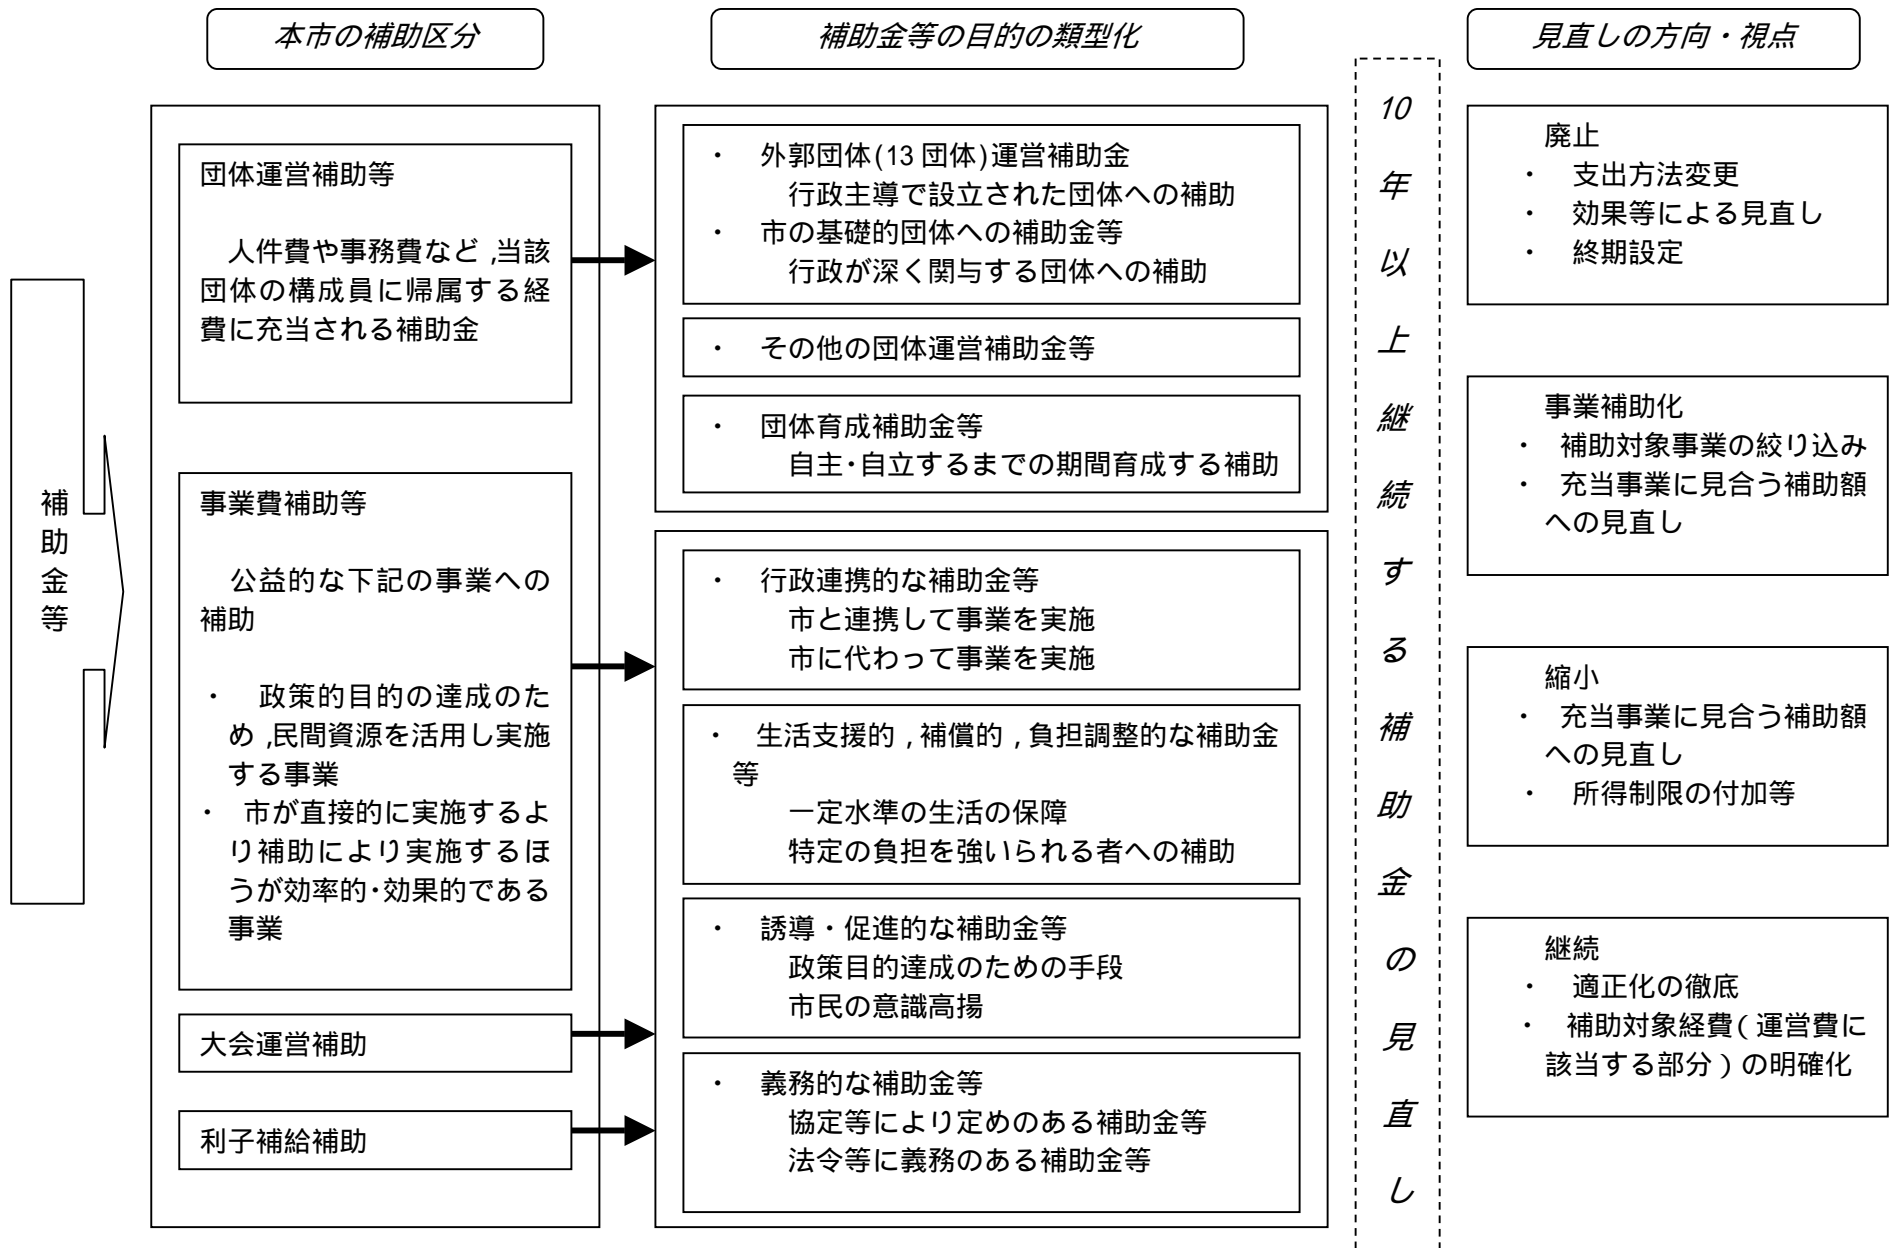 本市の補助区分
補助金等の目的の類型化
見直しの方向・視点
補助金等
団体運営補助等
人件費や事務費など,当該
団体の構成員に帰属する経
費に充当される補助金
事業費補助等
公益的な下記の事業への
補助
・ 政策的目的の達成のた
め,民間資源を活用し実施
する事業
・ 市が直接的に実施するよ
り補助により実施するほ
うが効率的・効果的である
事業
大会運営補助
利子補給補助
・ 外郭団体(13団体)運営補助金
行政主導で設立された団体への補助
・ 市の基礎的団体への補助金等
行政が深く関与する団体への補助
・ その他の団体運営補助金等
・ 団体育成補助金等
自主・自立するまでの期間育成する補助
・ 行政連携的な補助金等
市と連携して事業を実施
市に代わって事業を実施
・ 生活支援的,補償的,負担調整的な補助金
等
一定水準の生活の保障
特定の負担を強いられる者への補助
・ 誘導・促進的な補助金等
政策目的達成のための手段
市民の意識高揚
・ 義務的な補助金等
協定等により定めのある補助金等
法令等に義務のある補助金等
10年以上継続する補助金の見直し
廃止
・ 支出方法変更
・ 効果等による見直し
・ 終期設定
事業補助化
・ 補助対象事業の絞り込み
・ 充当事業に見合う補助額
への見直し
縮小
・ 充当事業に見合う補助額
への見直し
・ 所得制限の付加等
継続
・ 適正化の徹底
・ 補助対象経費(運営費に
該当する部分)の明確化